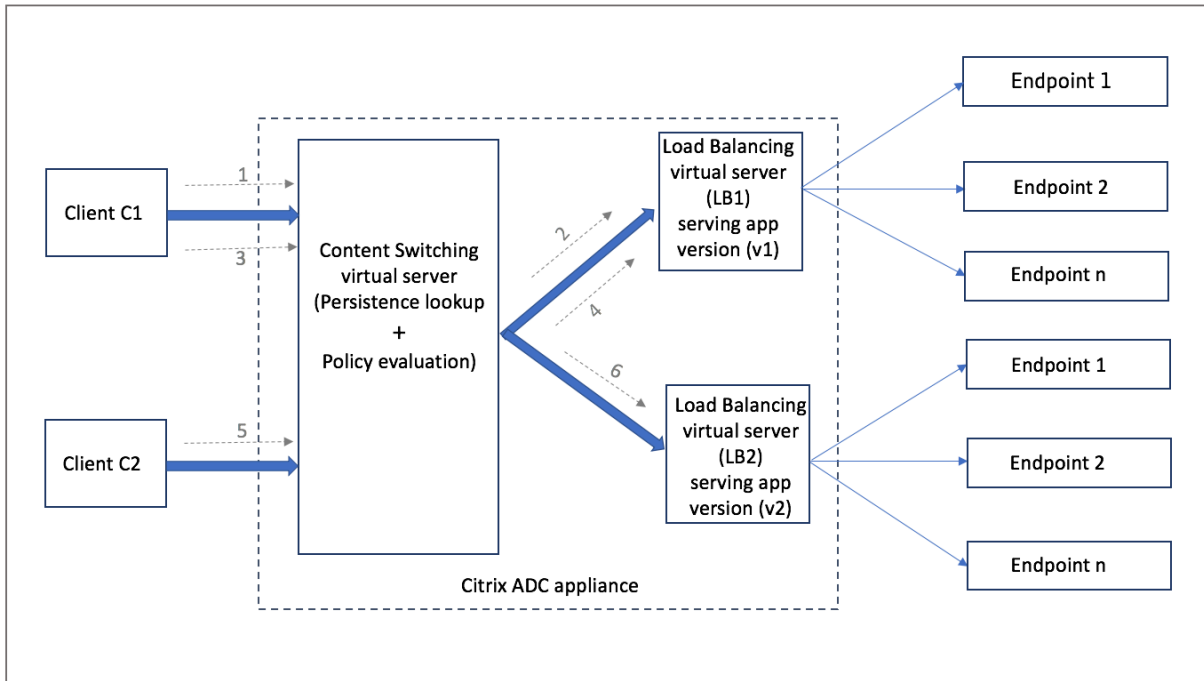 Client C1
1
3
Client C2
5
Content Switching
virtual server
(Persistence lookup
+
Policy evaluation)
2
4
6
Load Balancing
virtual server
(LB1)
serving app
version (v1)
Load Balancing
virtual server
(LB2)
serving app
version (v2)
Citrix ADC appliance
Endpoint 1
Endpoint 2
Endpoint n
Endpoint 1
Endpoint 2
Endpoint n